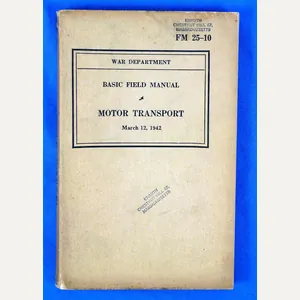 FM 25-10
WAR DEPARTMENT
BASIC FIELD MANUAL
MOTOR TRANSPORT
March 12, 1942